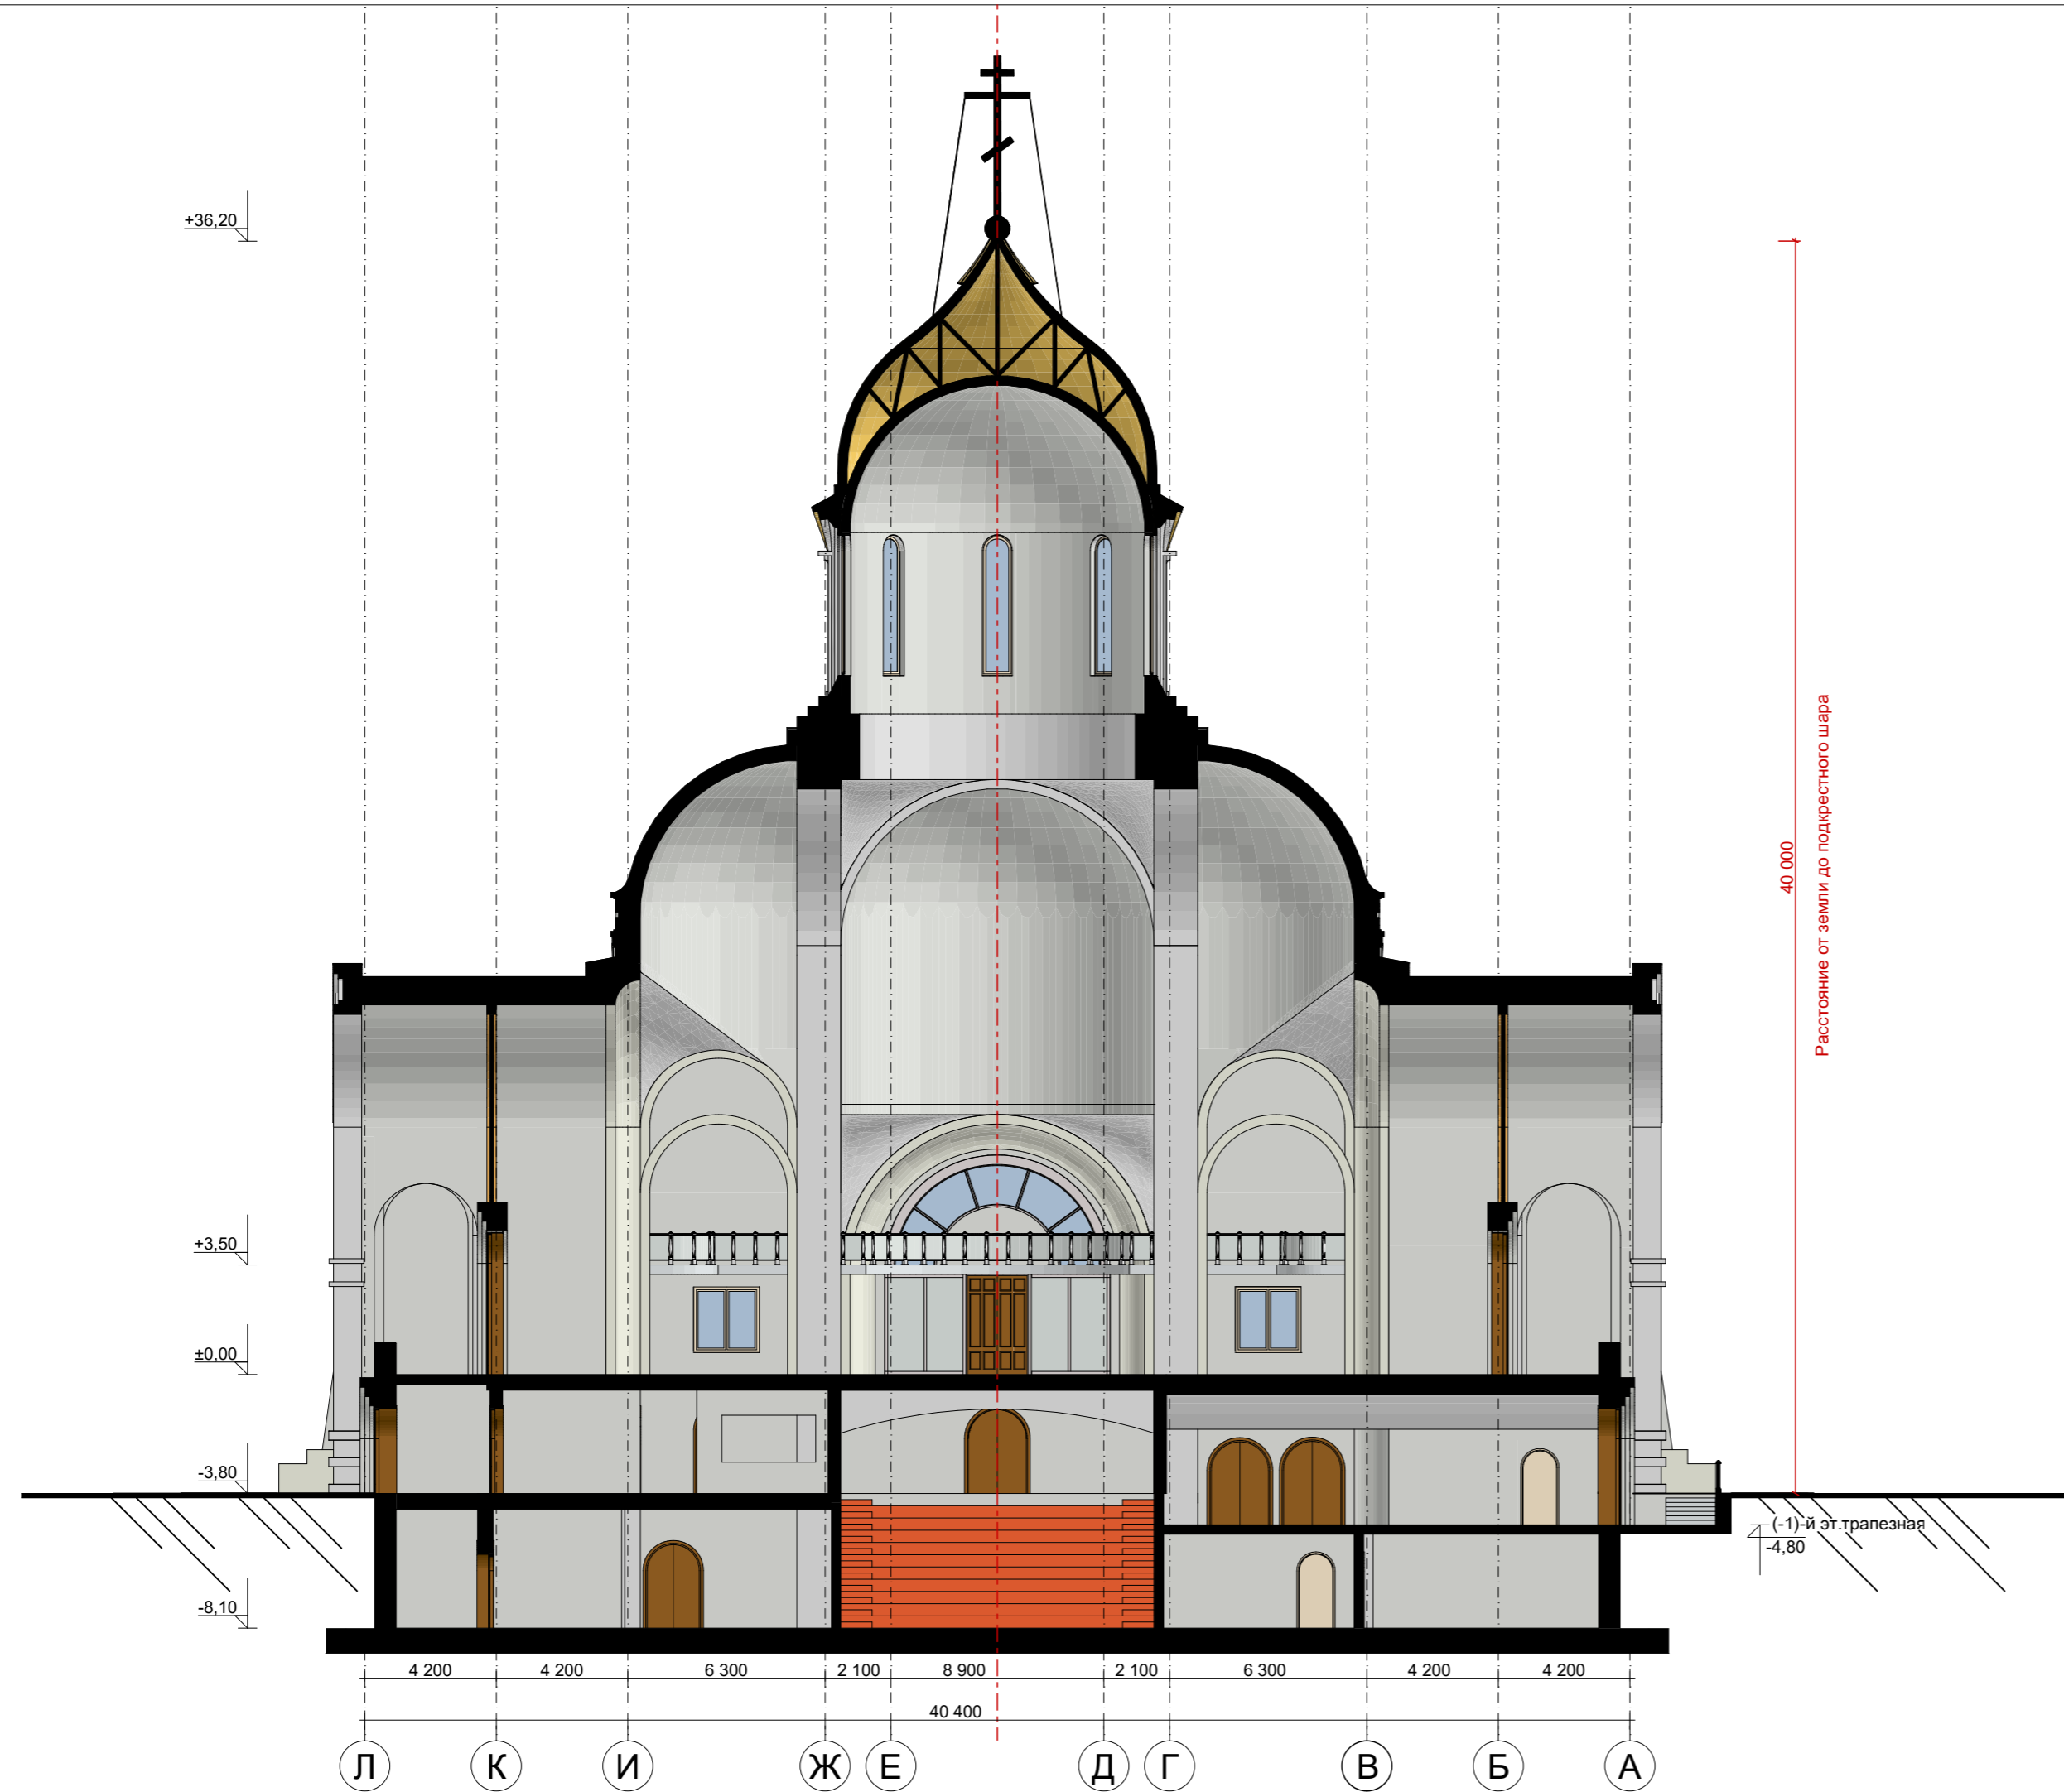 +36,20
40 000
Расстояние от земли до подкрестного шара
+3,50
±0,00
-3,80
(-1)-й эт.трапезная
-4,80
-8,10
4 200 4 200 6 300 2 100 8 900 2 100 6 300 4 200 4 200
40 400
Л К И Ж Е Д Г В Б А